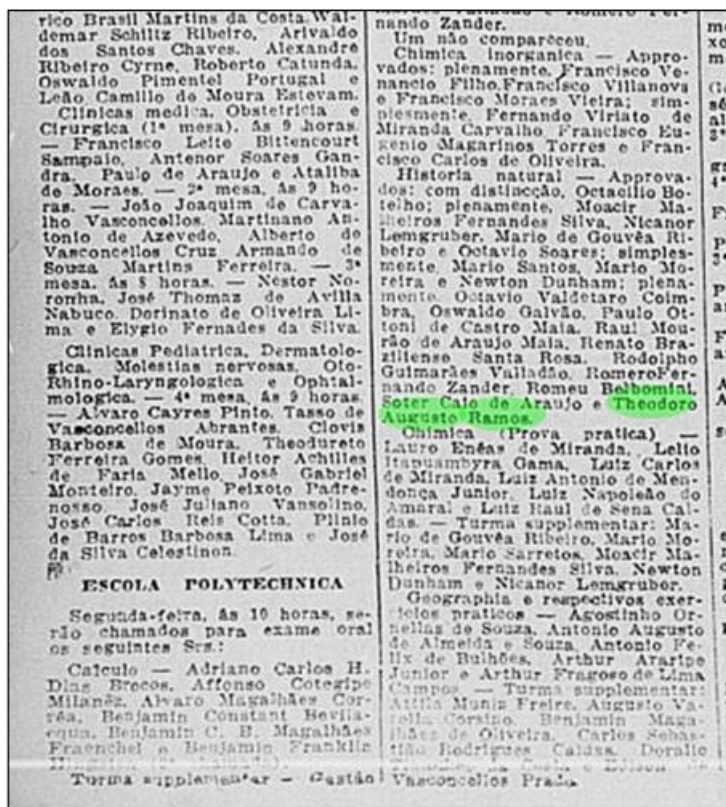 rico Brasil Martins da Costa. Wal-
demar Schiltz Ribeiro, Arivaldo
dos Santos Chaves, Alexandre
Ribeiro Cyrne, Roberto Catunda,
Oswaldo Pimentel Portugal e
Leão Camillo de Moura Estevam.
Clinicas medica, Obstetricia e
Cirurgica (1ª mesa), ás 9 horas.
— Francisco Leite Bittencourt
Sampaio, Antenor Soares Gan-
dra, Paulo de Araujo e Ataliba
de Moraes. — 2ª mesa, ás 9 ho-
ras. — João Joaquim de Carva-
lho Vasconcellos, Martinano An-
tonio de Azevedo, Alberto de
Vasconcellos Cruz Armando de
Souza Martins Ferreira. — 3ª
mesa, ás 8 horas. — Nestor No-
ronha, José Thomaz de Avilla
Nabuco, Dorinato de Oliveira Li-
ma e Elygio Fernades da Silva.
Clinicas Pediatrica, Dermatolo-
gica, Molestias nervosas, Oto-
Rhino-Laryngologica e Ophtal-
mologica. — 4ª mesa, ás 9 horas.
— Alvaro Cayres Pinto, Tasso de
Vasconcellos Abrantes, Clovis
Barbosa de Moura, Theodureto
Ferreira Gomes, Heitor Achilles
de Faria Mello, José Gabriel
Monteiro, Jayme Peixoto Padre-
nosso, José Juliano Vansolino,
José Carlos Reis Cotta, Plinio
de Barros Barbosa Lima e José
da Silva Celestinon.
ESCOLA POLYTECHNICA
Segunda-feira, ás 10 horas, se-
rão chamados para exame oral
os seguintes Srs.:
Calculo — Adriano Carlos H.
Dias Brocos, Affonso Cotegipe
Milanêz, Alvaro Magalhães Cor-
rêa, Benjamin Constant Bevila-
equa, Benjamin C. B. Magalhães
Fraenchel e Benjamin Franklin
Turma supplementar — Gastão
nando Zander.
Um não compareceu.
Chimica inorganica — Appro-
vados: plenamente, Francisco Ve-
nancio Filho, Francisco Villanova
e Francisco Moraes Vieira; sim-
plesmente, Fernando Viriato de
Miranda Carvalho, Francisco Eu-
genio Magarinos Torres e Fran-
cisco Carlos de Oliveira.
Historia natural — Approva-
dos: com distincção, Octacilio Bo-
telho; plenamente, Moacir Ma-
lheiros Fernandes Silva, Nicanor
Lemgruber, Mario de Gouvêa Ri-
beiro e Octavio Soares; simples-
mente, Mario Santos, Mario Mo-
reira e Newton Dunham; plena-
mente, Octavio Valdetaro Coim-
bra, Oswaldo Galvão, Paulo Ot-
toni de Castro Maia, Raul Mou-
rão de Araujo Maia, Renato Bra-
ziliense Santa Rosa, Rodolpho
Guimarães Valladão, RomeroFer-
nando Zander, Romeu Belbomini,
Soter Caio de Araujo e Theodoro
Augusto Ramos.
Chimica (Prova pratica) —
Lauro Enêas de Miranda, Lelio
Itapuambyra Gama, Luiz Carlos
de Miranda, Luiz Antonio de Men-
donça Junior, Luiz Napoleão do
Amaral e Luiz Raul de Sena Cal-
das. — Turma supplementar: Ma-
rio de Gouvêa Ribeiro, Mario Mo-
reira, Mario Sarretos, Moacir Ma-
lheiros Fernandes Silva, Newton
Dunham e Nicanor Lemgruber.
Geographia e respectivos exer-
cicios praticos — Agostinho Or-
nellas de Souza, Antonio Augusto
de Almeida e Souza, Antonio Fe-
lix de Bulhões, Arthur Araripe
Junior e Arthur Fragoso de Lima
Campos. — Turma supplementar:
Attila Muniz Freire, Augusto Va-
rella Corsino, Benjamin Maga-
lhães de Oliveira, Carlos Sebas-
tião Rodrigues Caldas, Doralio
Vasconcellos Prado.